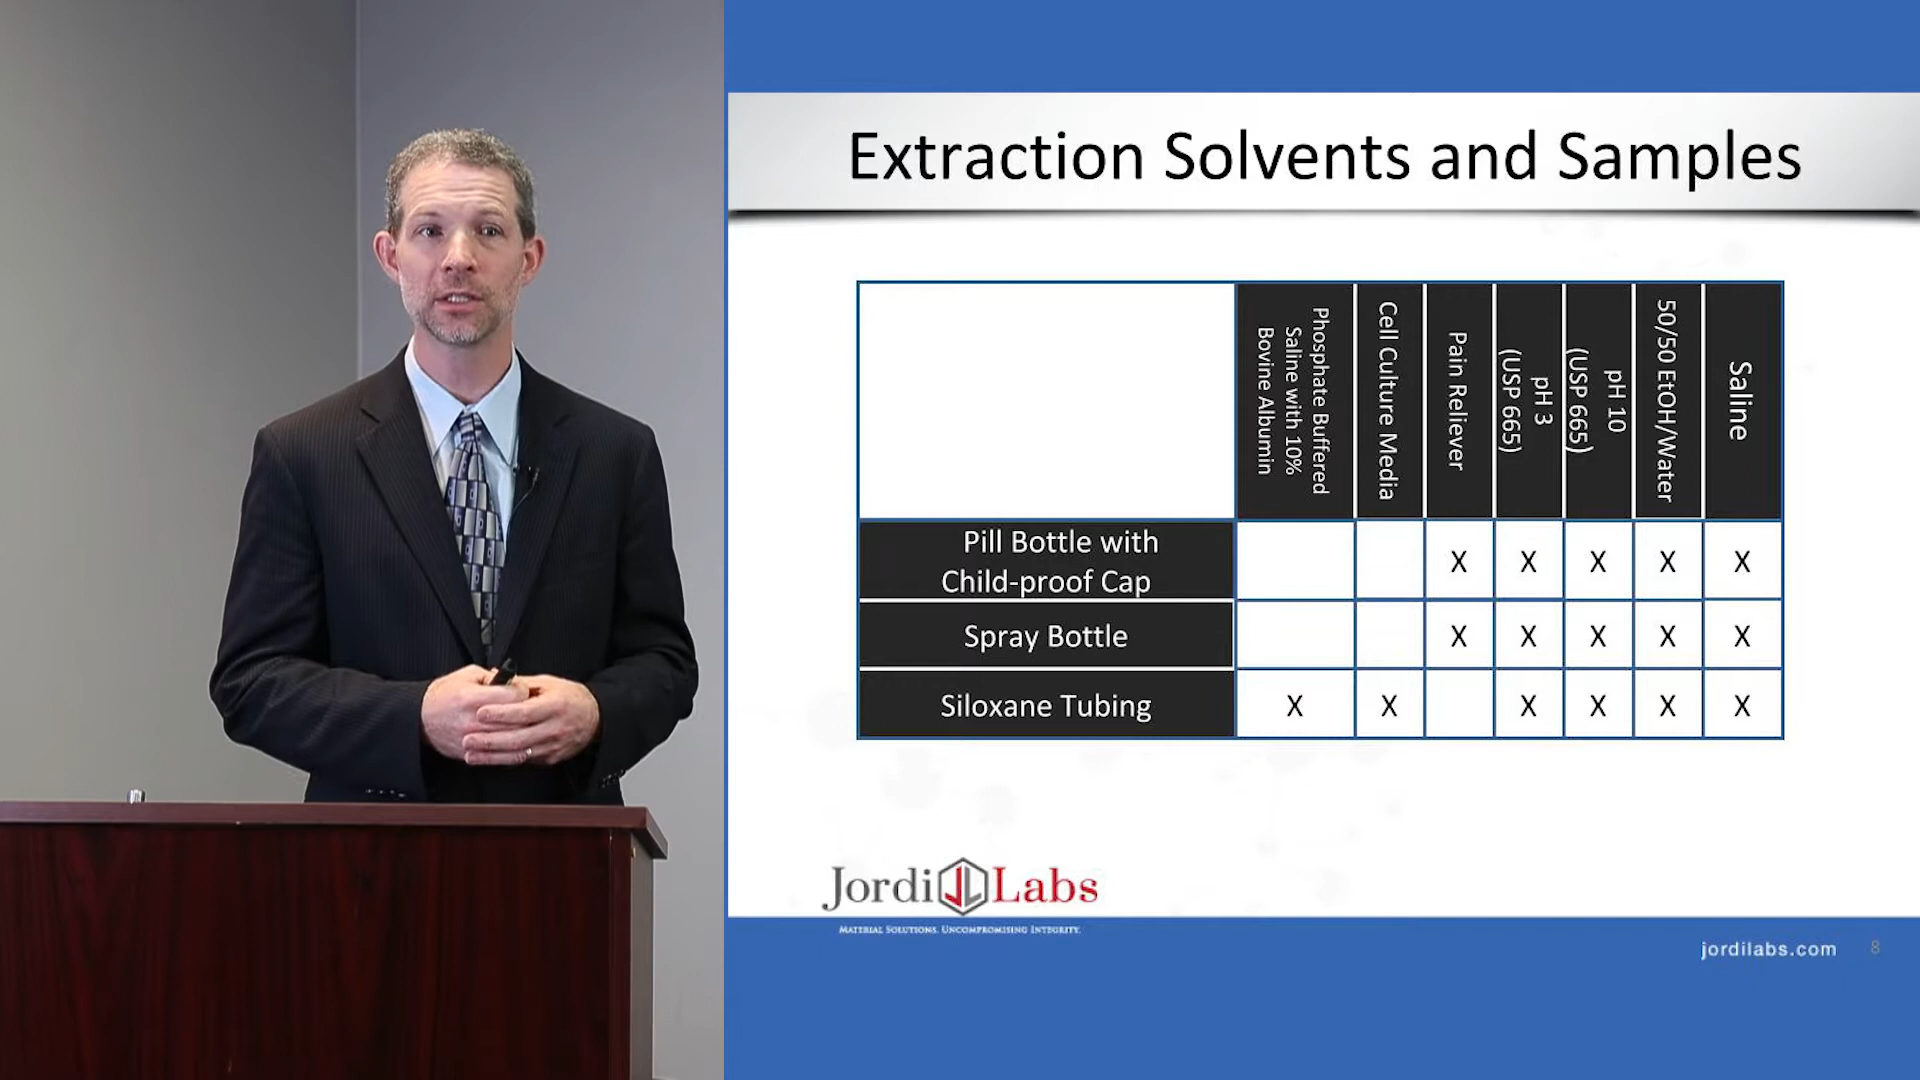 Extraction Solvents and Samples
Phosphate Buffered
Saline with 10%
Bovine Albumin
Cell Culture Media
Pain Reliever
pH 3
(USP 665)
pH 10
(USP 665)
50/50 EtOH/Water
Saline
Pill Bottle with
Child-proof Cap
X X X X X
Spray Bottle
X X X X X
Siloxane Tubing
X X X X X X
Jordi JL Labs
MATERIAL SOLUTIONS. UNCOMPROMISING INTEGRITY.
jordilabs.com
8